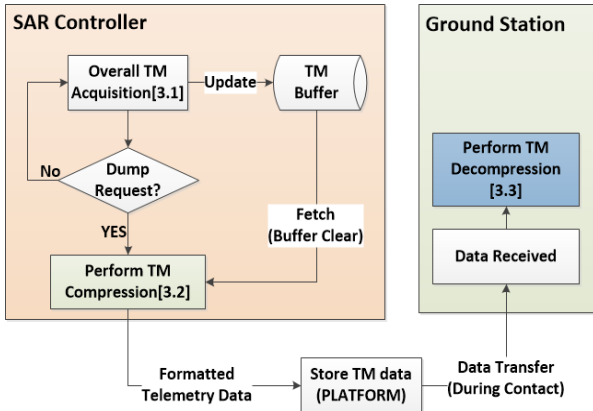 SAR Controller
Overall TM
Acquisition[3.1]
Update
TM
Buffer
No
Dump
Request?
YES
Fetch
(Buffer Clear)
Perform TM
Compression[3.2]
Formatted
Telemetry Data
Store TM data
(PLATFORM)
Data Transfer
(During Contact)
Ground Station
Perform TM
Decompression
[3.3]
Data Received